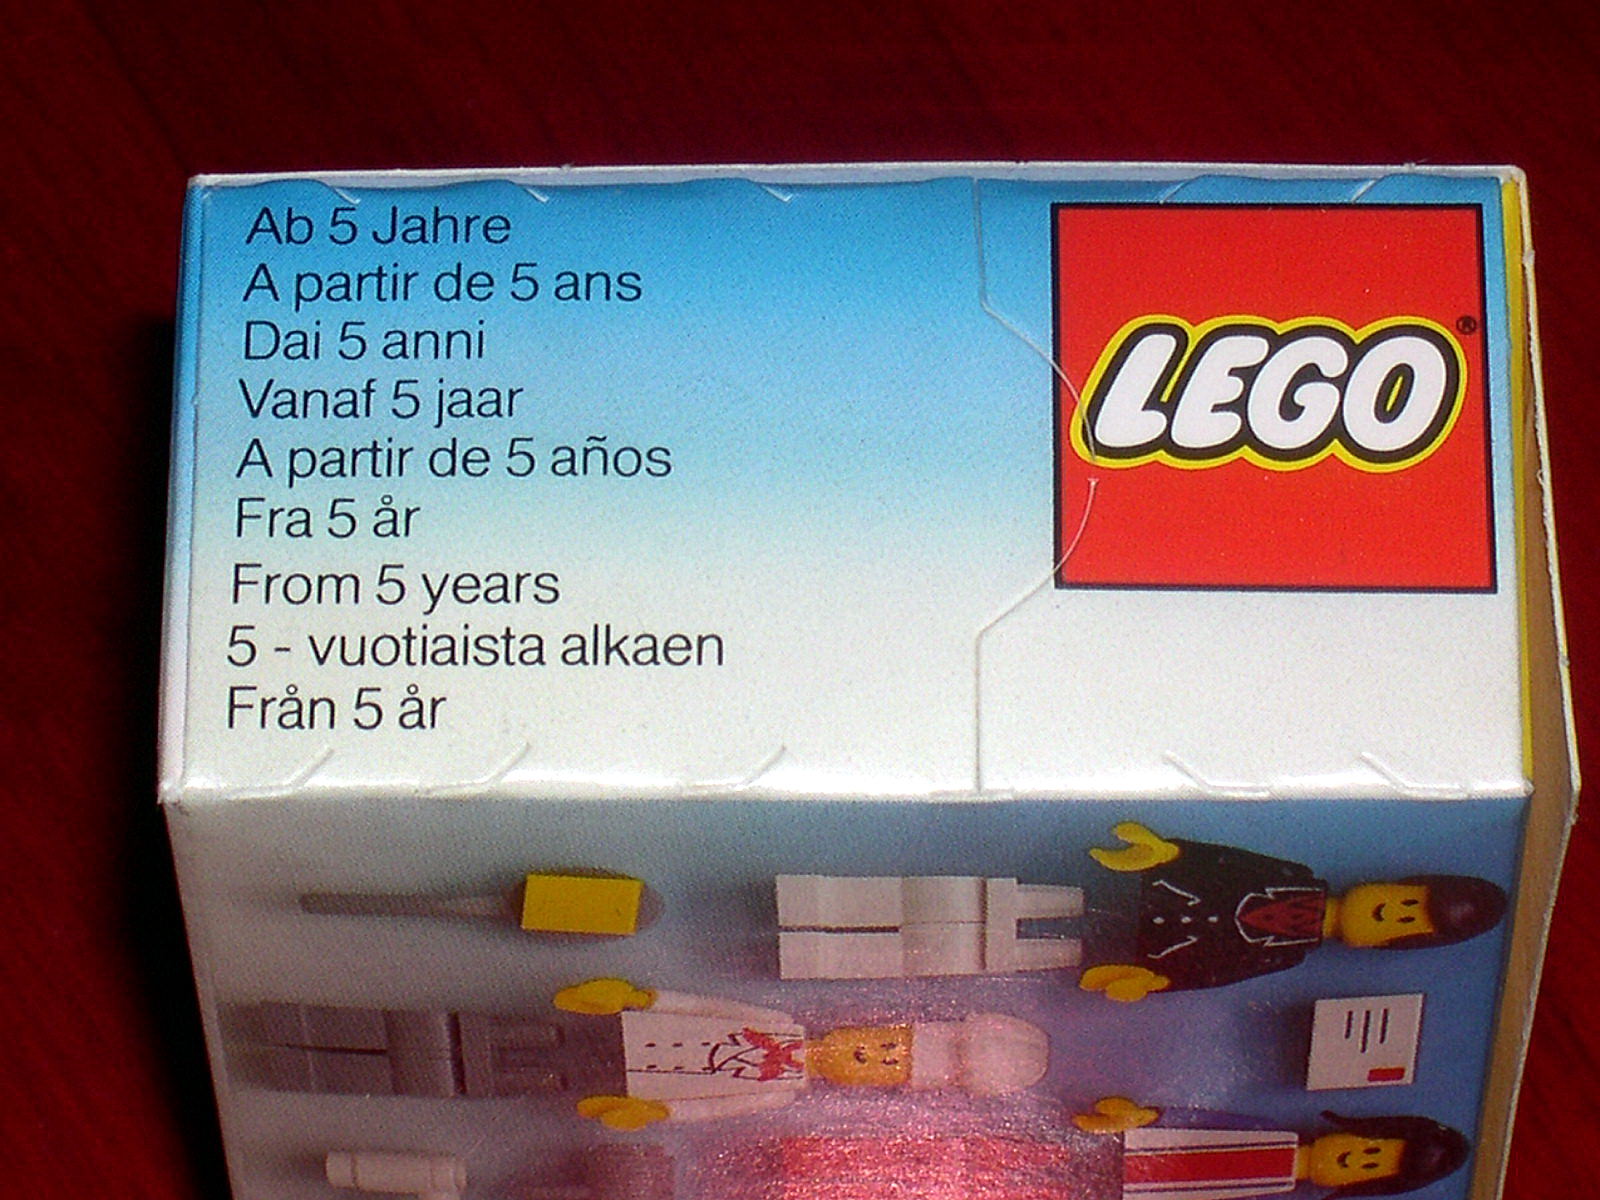 Ab 5 Jahre
A partir de 5 ans
Dai 5 anni
Vanaf 5 jaar
A partir de 5 años
Fra 5 år
From 5 years
5 - vuotiaista alkaen
Från 5 år
LEGO®